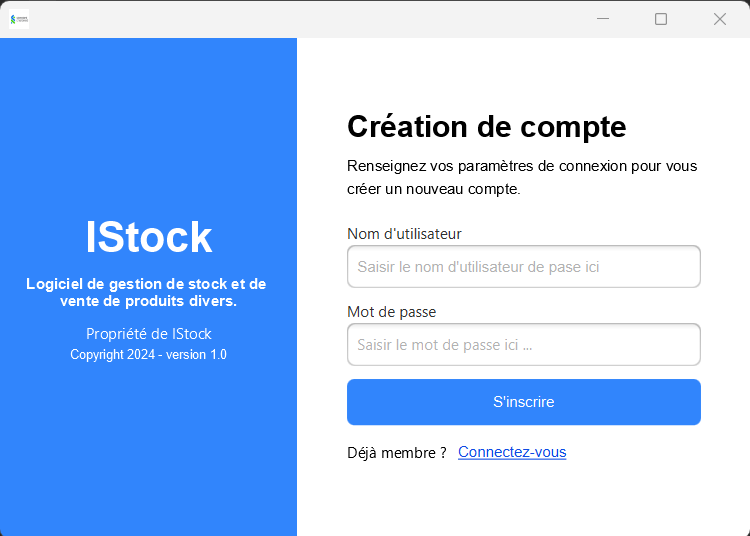 IStock
Logiciel de gestion de stock et de
vente de produits divers.
Propriété de IStock
Copyright 2024 - version 1.0
Création de compte
Renseignez vos paramètres de connexion pour vous
créer un nouveau compte.
Nom d'utilisateur
Saisir le nom d'utilisateur de pase ici
Mot de passe
Saisir le mot de passe ici ...
S'inscrire
Déjà membre ? Connectez-vous